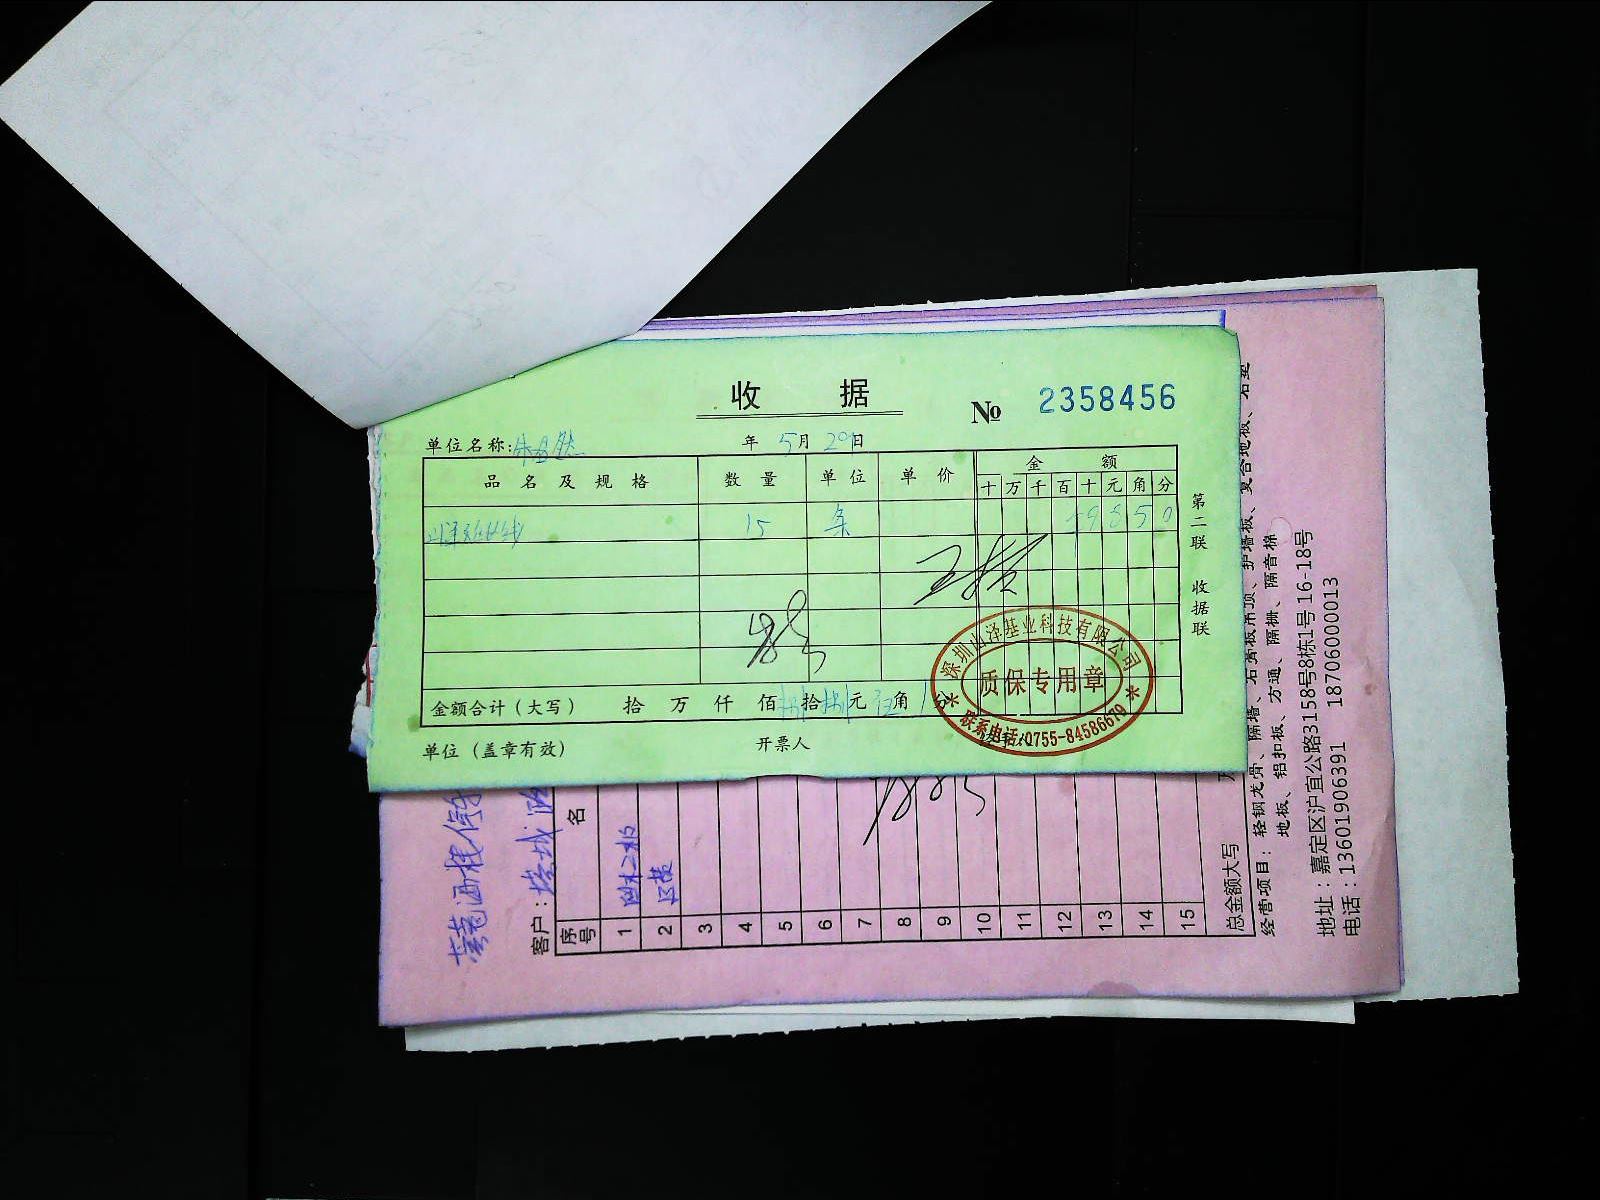 收 据
№ 2358456
单位名称: 年 5月 20日
品 名 及 规 格 数 量 单 位 单 价 金 额
十 万 千 百 十 元 角 分
15 条 9 8 5 0
第二联 收据联
金额合计(大写) 拾 万 仟 佰 拾 元 角
单位(盖章有效) 开票人
深圳山泽基业科技有限公司
质保专用章
联系电话:0755-84586679
客户:
序号 名
1
2
3
4
5
6
7
8
9
10
11
12
13
14
15
总金额大写
经营项目:轻钢龙骨、隔墙、石膏板吊顶、护墙板、复合地板、
地板、铝扣板、方通、隔栅、隔音棉
地址:嘉定区沪宜公路3158号8栋1号16-18号
电话:13601906391 18706000013